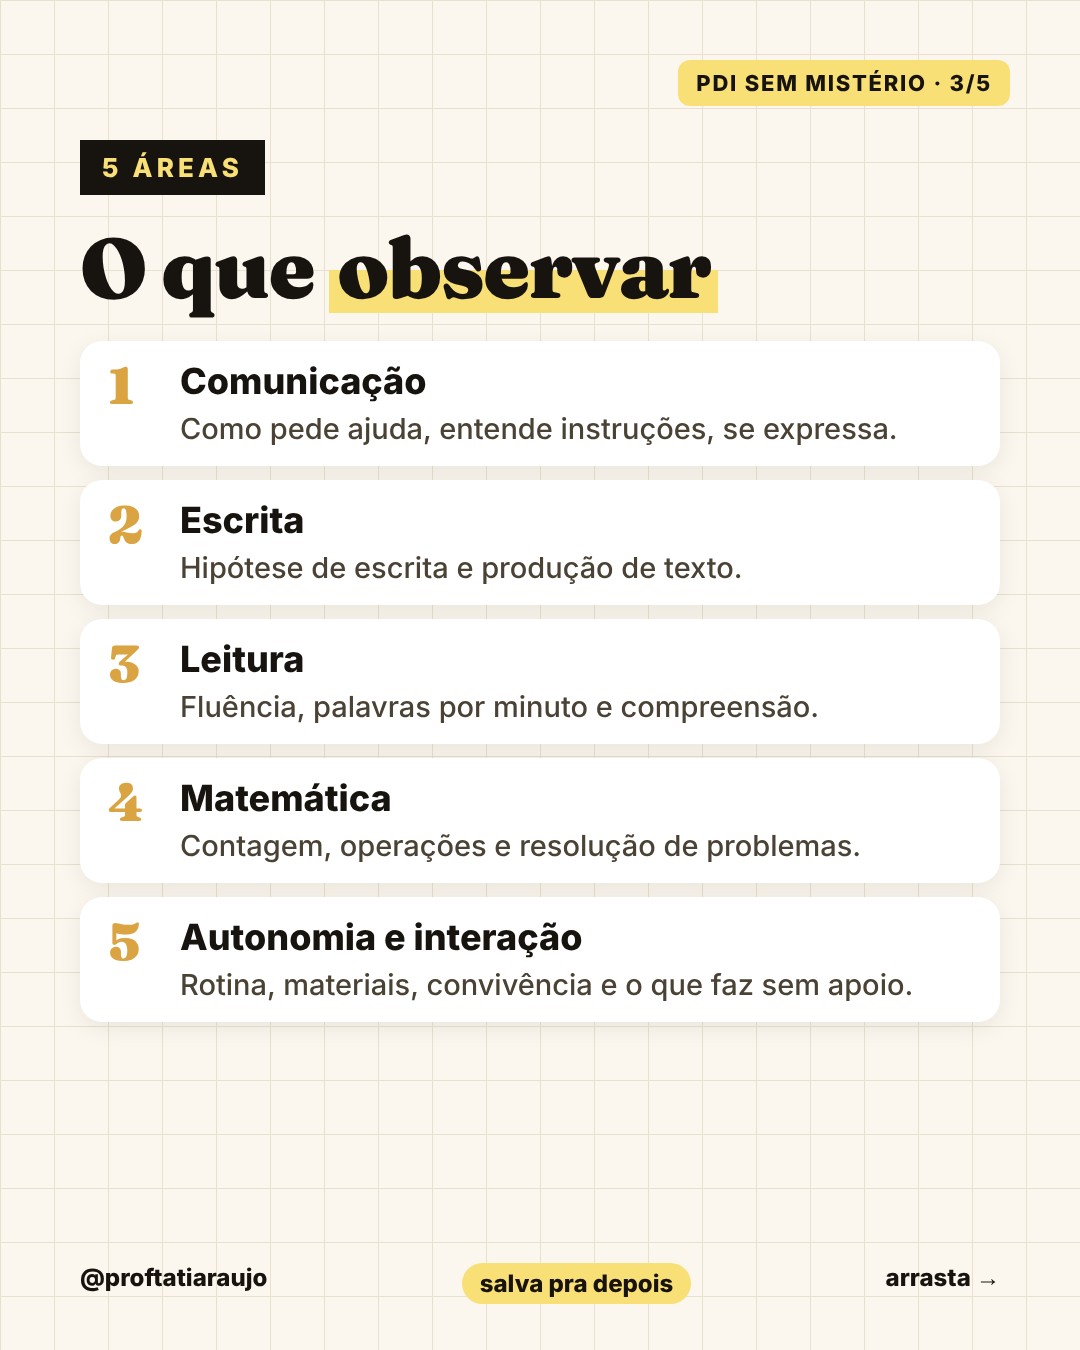 PDI SEM MISTÉRIO · 3/5
5 ÁREAS
O que observar
1 Comunicação
Como pede ajuda, entende instruções, se expressa.
2 Escrita
Hipótese de escrita e produção de texto.
3 Leitura
Fluência, palavras por minuto e compreensão.
4 Matemática
Contagem, operações e resolução de problemas.
5 Autonomia e interação
Rotina, materiais, convivência e o que faz sem apoio.
@proftatiaraujo
salva pra depois
arrasta →